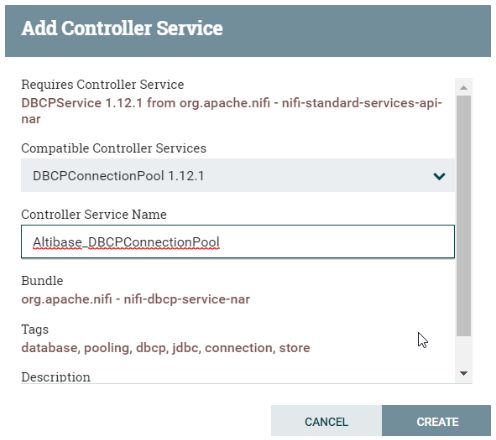 Add Controller Service
Requires Controller Service
DBCPService 1.12.1 from org.apache.nifi - nifi-standard-services-api-
nar
Compatible Controller Services
DBCPConnectionPool 1.12.1
Controller Service Name
Altibase_DBCPConnectionPool
Bundle
org.apache.nifi - nifi-dbcp-service-nar
Tags
database, pooling, dbcp, jdbc, connection, store
Description
CANCEL
CREATE